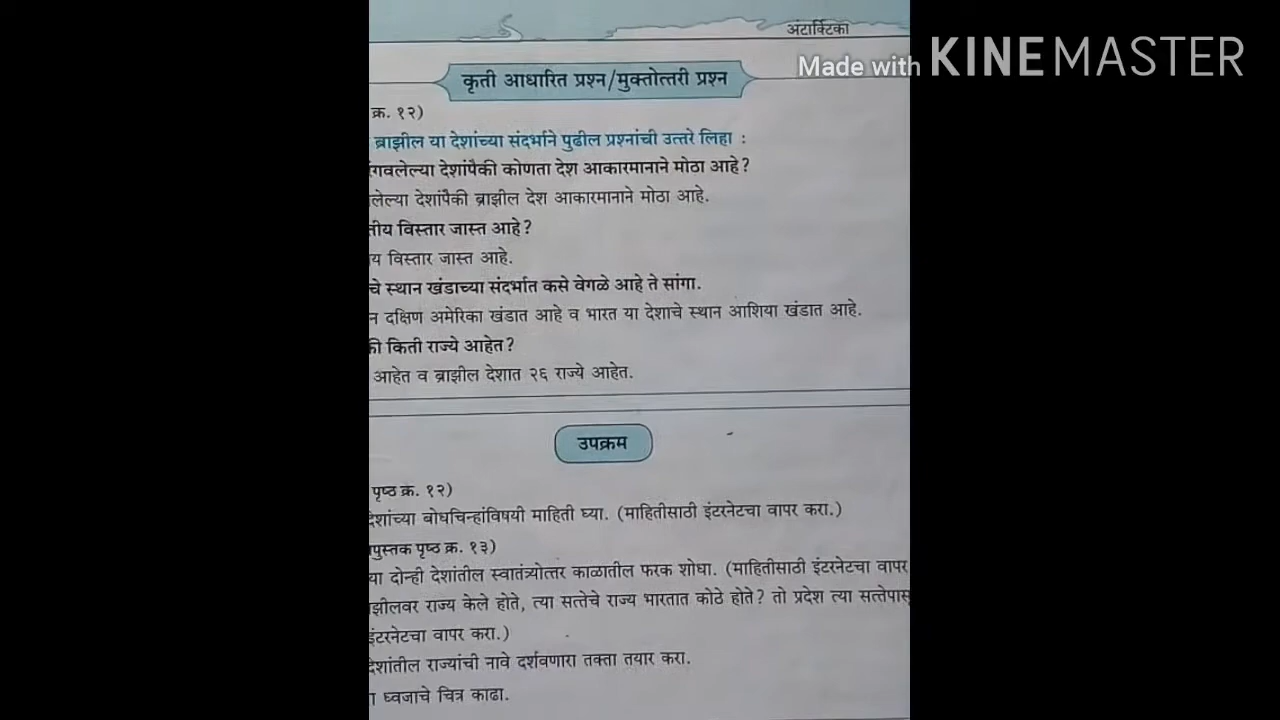 अंटार्क्टिका
Made with KINEMASTER
कृती आधारित प्रश्न/मुक्तोत्तरी प्रश्न
क्र. १२)
ब्राझील या देशांच्या संदर्भाने पुढील प्रश्नांची उत्तरे लिहा :
रंगवलेल्या देशांपैकी कोणता देश आकारमानाने मोठा आहे?
लेल्या देशांपैकी ब्राझील देश आकारमानाने मोठा आहे.
तीय विस्तार जास्त आहे?
य विस्तार जास्त आहे.
चे स्थान खंडाच्या संदर्भात कसे वेगळे आहे ते सांगा.
न दक्षिण अमेरिका खंडात आहे व भारत या देशाचे स्थान आशिया खंडात आहे.
की किती राज्ये आहेत?
आहेत व ब्राझील देशात २६ राज्ये आहेत.
उपक्रम
पृष्ठ क्र. १२)
देशांच्या बोधचिन्हांविषयी माहिती घ्या. (माहितीसाठी इंटरनेटचा वापर करा.)
पुस्तक पृष्ठ क्र. १३)
या दोन्ही देशांतील स्वातंत्र्योत्तर काळातील फरक शोधा. (माहितीसाठी इंटरनेटचा वापर
झीलवर राज्य केले होते, त्या सत्तेचे राज्य भारतात कोठे होते? तो प्रदेश त्या सत्तेपासू
इंटरनेटचा वापर करा.)
देशांतील राज्यांची नावे दर्शवणारा तक्ता तयार करा.
ध्वजाचे चित्र काढा.